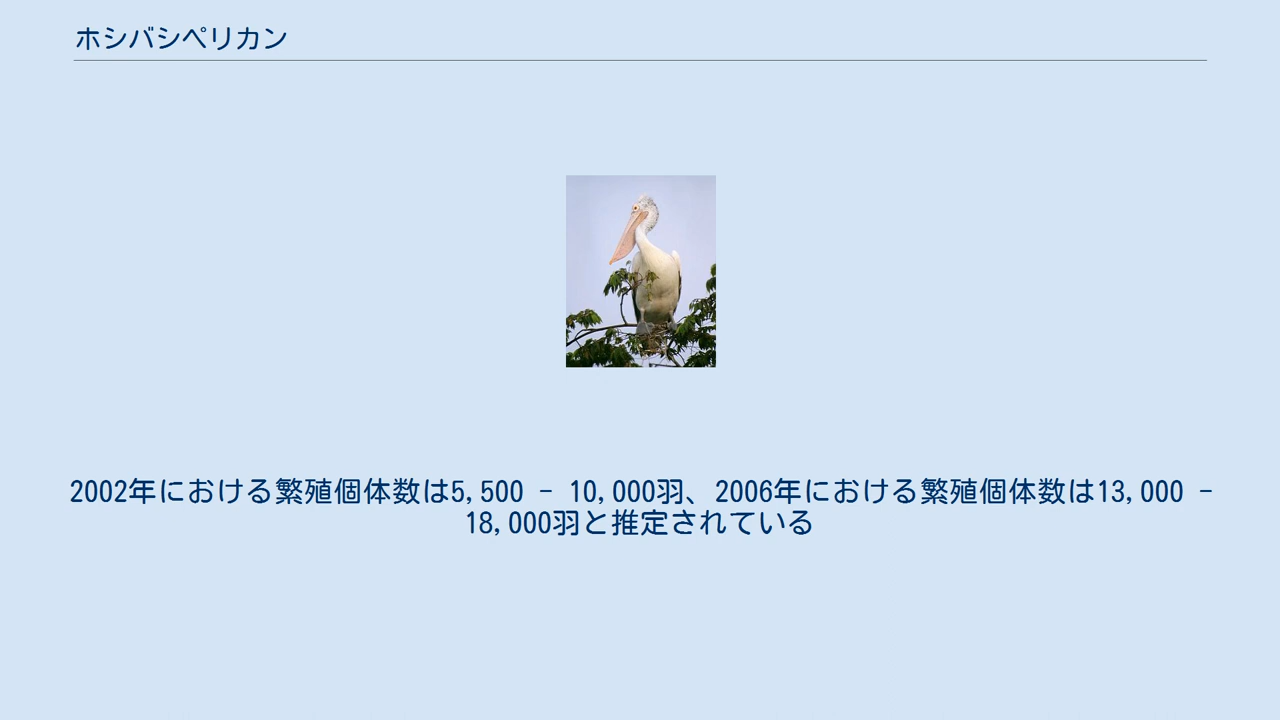 ホシバシペリカン
2002年における繁殖個体数は5,500 - 10,000羽、2006年における繁殖個体数は13,000 -
18,000羽と推定されている